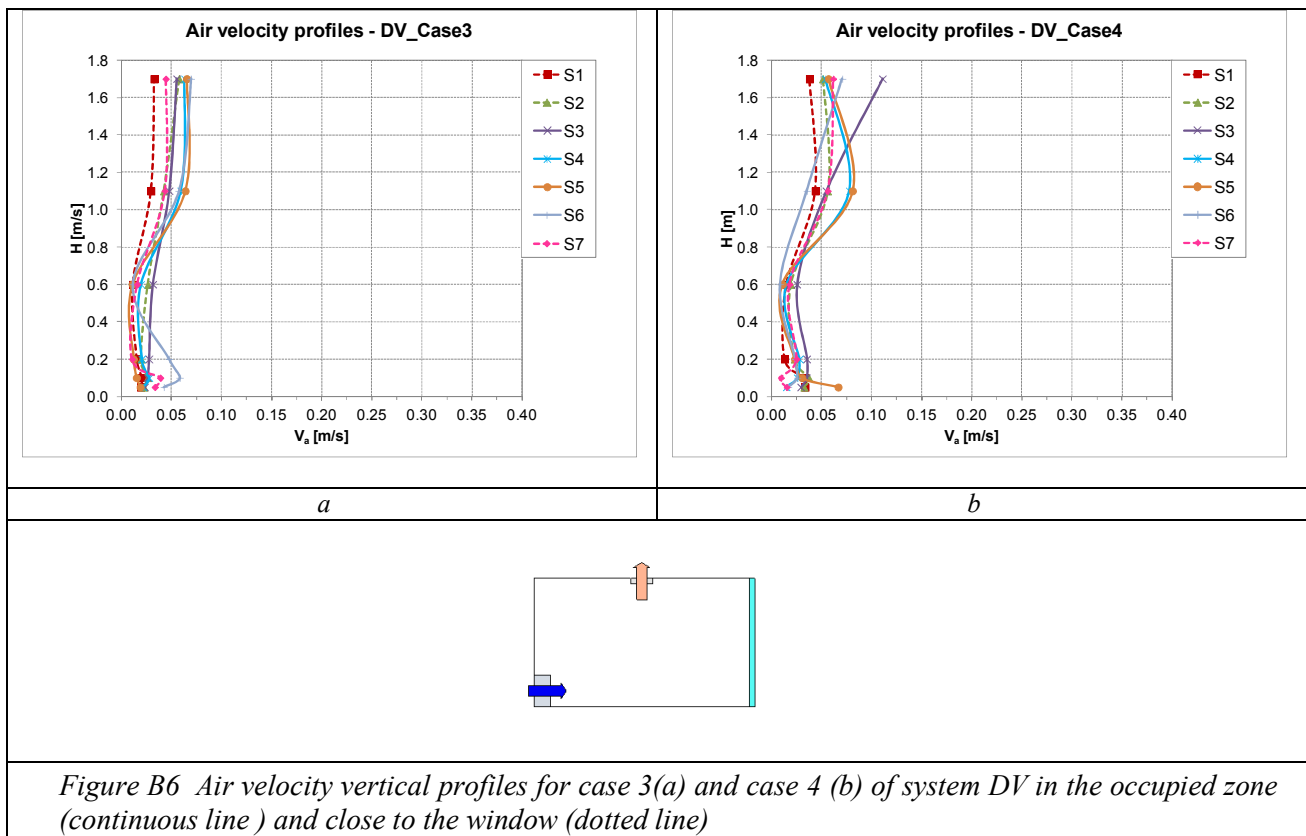 Air velocity profiles - DV_Case3
1.8
1.6
1.4
1.2
1.0
0.8
0.6
0.4
0.2
0.0
H [m/s]
0.00 0.05 0.10 0.15 0.20 0.25 0.30 0.35 0.40
Va [m/s]
S1
S2
S3
S4
S5
S6
S7
Air velocity profiles - DV_Case4
1.8
1.6
1.4
1.2
1.0
0.8
0.6
0.4
0.2
0.0
H [m]
0.00 0.05 0.10 0.15 0.20 0.25 0.30 0.35 0.40
Va [m/s]
S1
S2
S3
S4
S5
S6
S7
a
b
Figure B6 Air velocity vertical profiles for case 3(a) and case 4 (b) of system DV in the occupied zone
(continuous line ) and close to the window (dotted line)